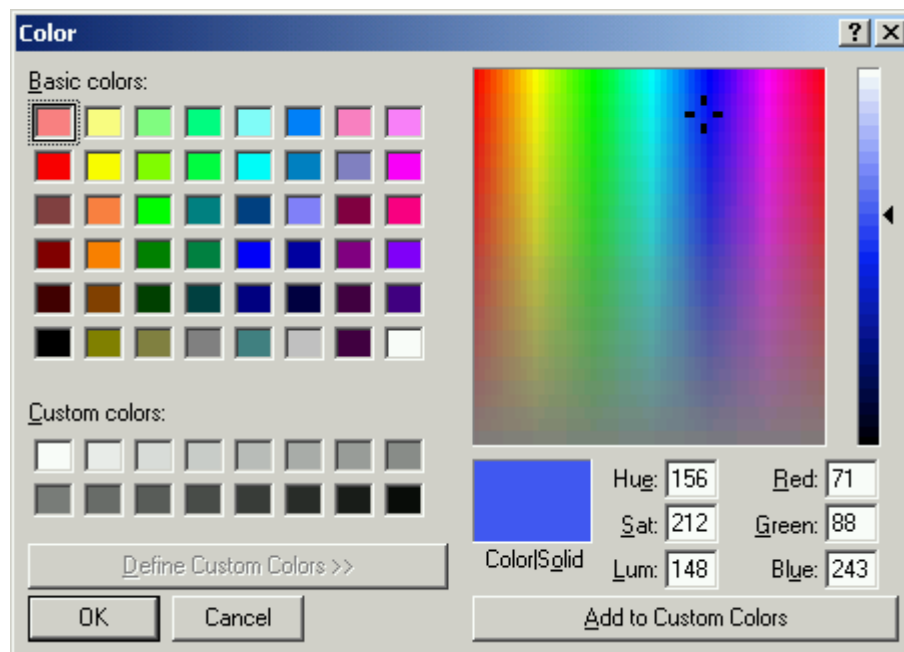 Color
Basic colors:
Custom colors:
Define Custom Colors >>
OK Cancel
Color|Solid
Hue: 156 Red: 71
Sat: 212 Green: 88
Lum: 148 Blue: 243
Add to Custom Colors